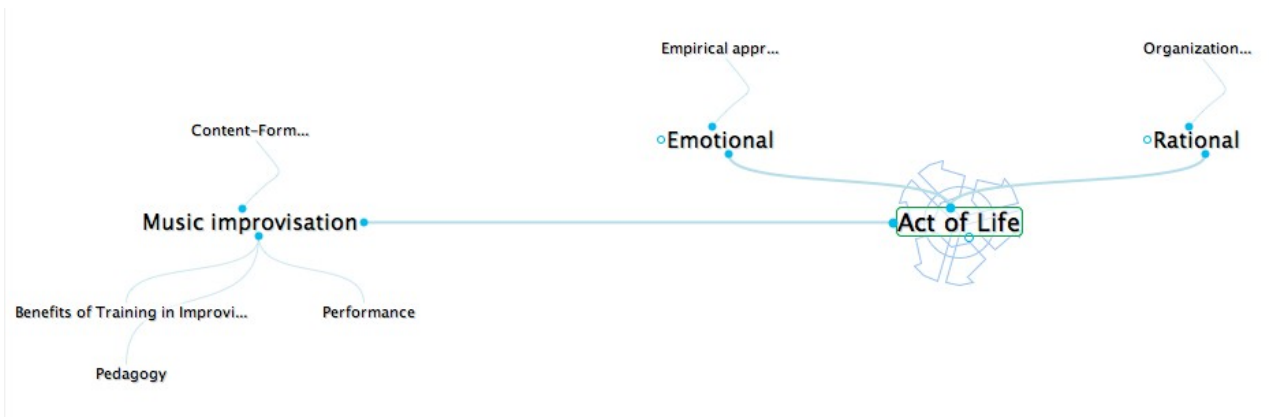 Empirical appr...
Organization...
Content-Form...
Emotional
Rational
Music improvisation
Act of Life
Benefits of Training in Improvi...
Performance
Pedagogy